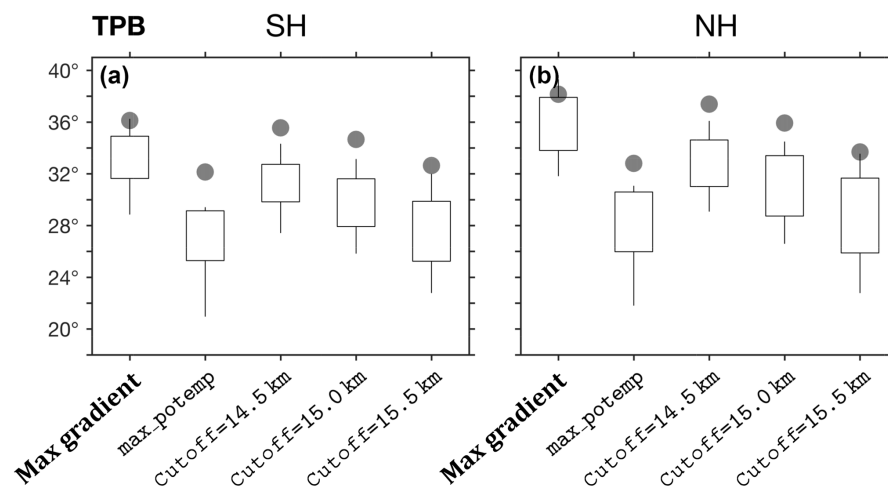 TPB SH NH
(a) (b)
40°
36°
32°
28°
24°
20°
Max gradient
max_potemp
Cutoff=14.5 km
Cutoff=15.0 km
Cutoff=15.5 km
Max gradient
max_potemp
Cutoff=14.5 km
Cutoff=15.0 km
Cutoff=15.5 km